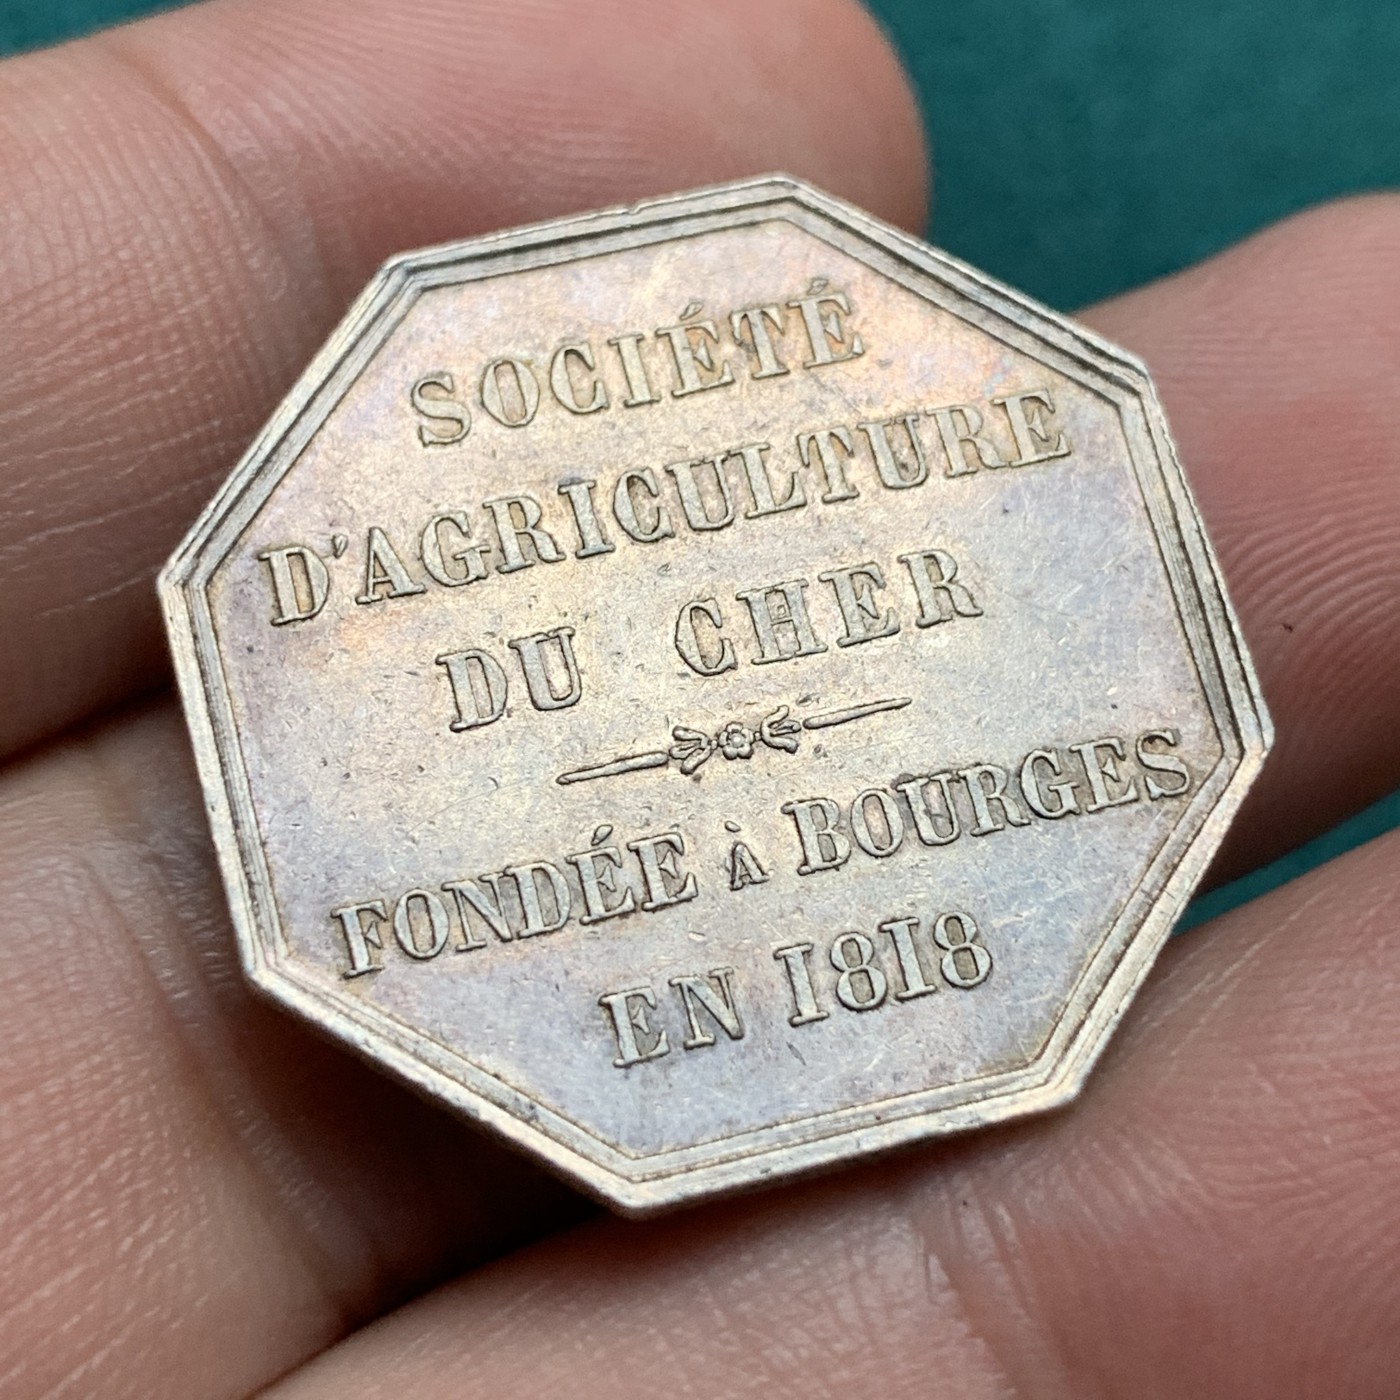 SOCIÉTÉ
D'AGRICULTURE
DU CHER
FONDÉE À BOURGES
EN 1818